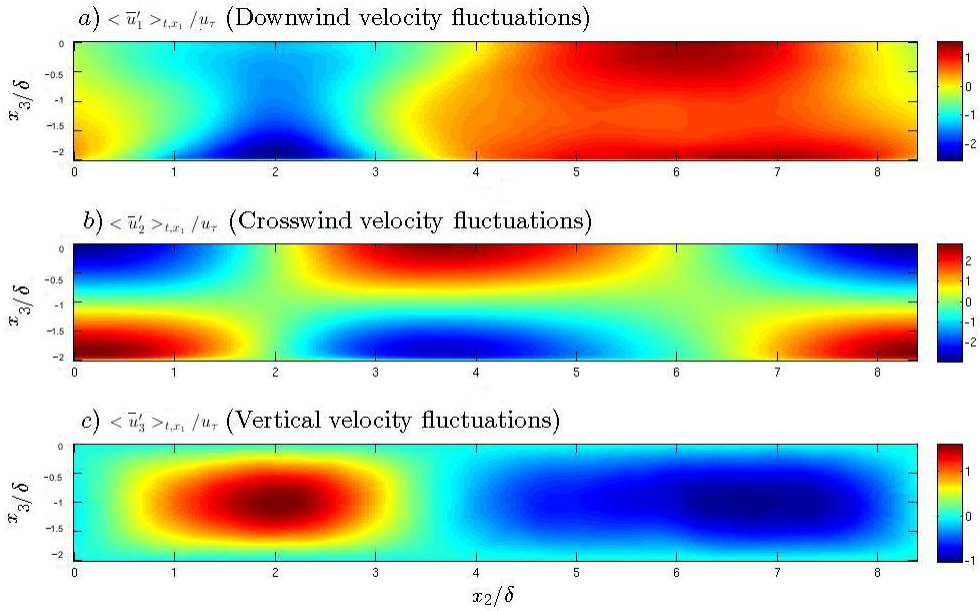 a) < ū′₁ >ₜ,ₓ₁ /u_τ (Downwind velocity fluctuations)
x₃/δ
0
-0.5
-1
-1.5
-2
0 1 2 3 4 5 6 7 8
1
0
-1
-2
b) < ū′₂ >ₜ,ₓ₁ /u_τ (Crosswind velocity fluctuations)
x₃/δ
0
-0.5
-1
-1.5
-2
0 1 2 3 4 5 6 7 8
2
1
0
-1
-2
c) < ū′₃ >ₜ,ₓ₁ /u_τ (Vertical velocity fluctuations)
x₃/δ
0
-0.5
-1
-1.5
-2
0 1 2 3 4 5 6 7 8
1
0
-1
x₂/δ